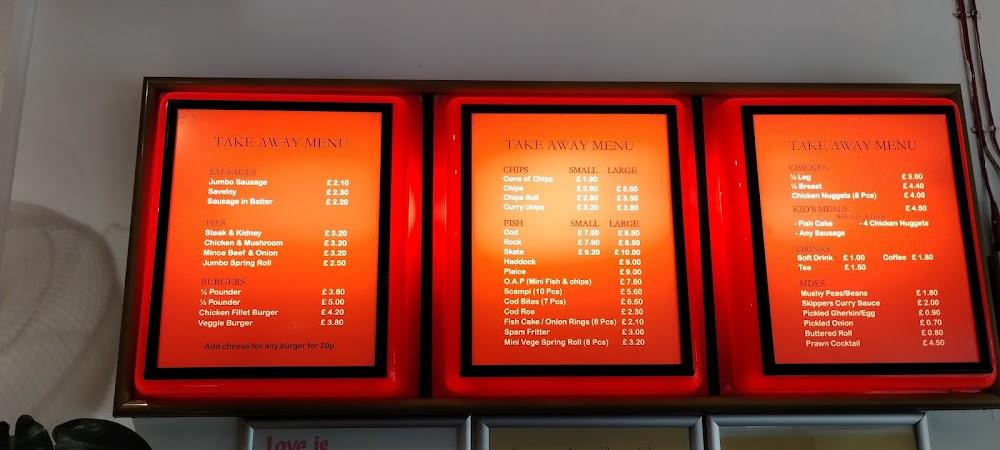 TAKE AWAY MENU
SAUSAGES
Jumbo Sausage £ 2.10
Saveloy £ 2.30
Sausage in Batter £ 2.20
PIES
Steak & Kidney £ 3.20
Chicken & Mushroom £ 3.20
Mince Beef & Onion £ 3.20
Jumbo Spring Roll £ 2.50
BURGERS
¼ Pounder £ 3.80
½ Pounder £ 5.00
Chicken Fillet Burger £ 4.20
Veggie Burger £ 3.80
Add cheese for any burger for 20p
TAKE AWAY MENU
CHIPS SMALL LARGE
Cone of Chips £ 1.90
Chips £ 2.80 £ 3.50
Chips Roll £ 2.80 £ 3.50
Curry chips £ 3.20 £ 3.80
FISH SMALL LARGE
Cod £ 7.60 £ 8.50
Rock £ 7.60 £ 8.50
Skate £ 9.20 £ 10.00
Haddock £ 9.00
Plaice £ 9.00
O.A.P (Mini Fish & chips) £ 7.60
Scampi (10 Pcs) £ 5.60
Cod Bites (7 Pcs) £ 6.50
Cod Roe £ 2.30
Fish Cake / Onion Rings (8 Pcs) £ 2.10
Spam Fritter £ 3.00
Mini Vege Spring Roll (8 Pcs) £ 3.20
TAKE AWAY MENU
CHICKEN
¼ Leg £ 3.80
¼ Breast £ 4.40
Chicken Nuggets (8 Pcs) £ 4.00
KID'S MEALS £ 4.50
- Fish Cake - 4 Chicken Nuggets
- Any Sausage
DRINKS
Soft Drink £ 1.00 Coffee £ 1.80
Tea £ 1.50
SIDES
Mushy Peas/Beans £ 1.80
Skippers Curry Sauce £ 2.00
Pickled Gherkin/Egg £ 0.90
Pickled Onion £ 0.70
Buttered Roll £ 0.80
Prawn Cocktail £ 4.50
Love is